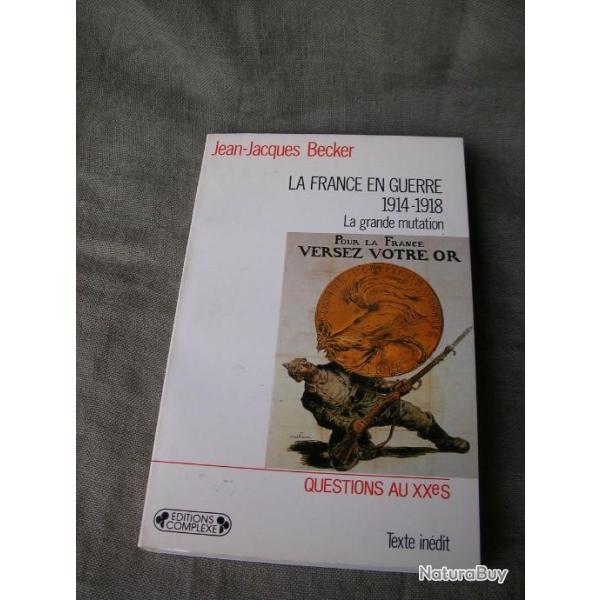 Jean-Jacques Becker
LA FRANCE EN GUERRE
1914-1918
La grande mutation
POUR LA FRANCE
VERSEZ VOTRE OR
QUESTIONS AU XXeS
EDITIONS
COMPLEXE
Texte inédit
NaturaBuy